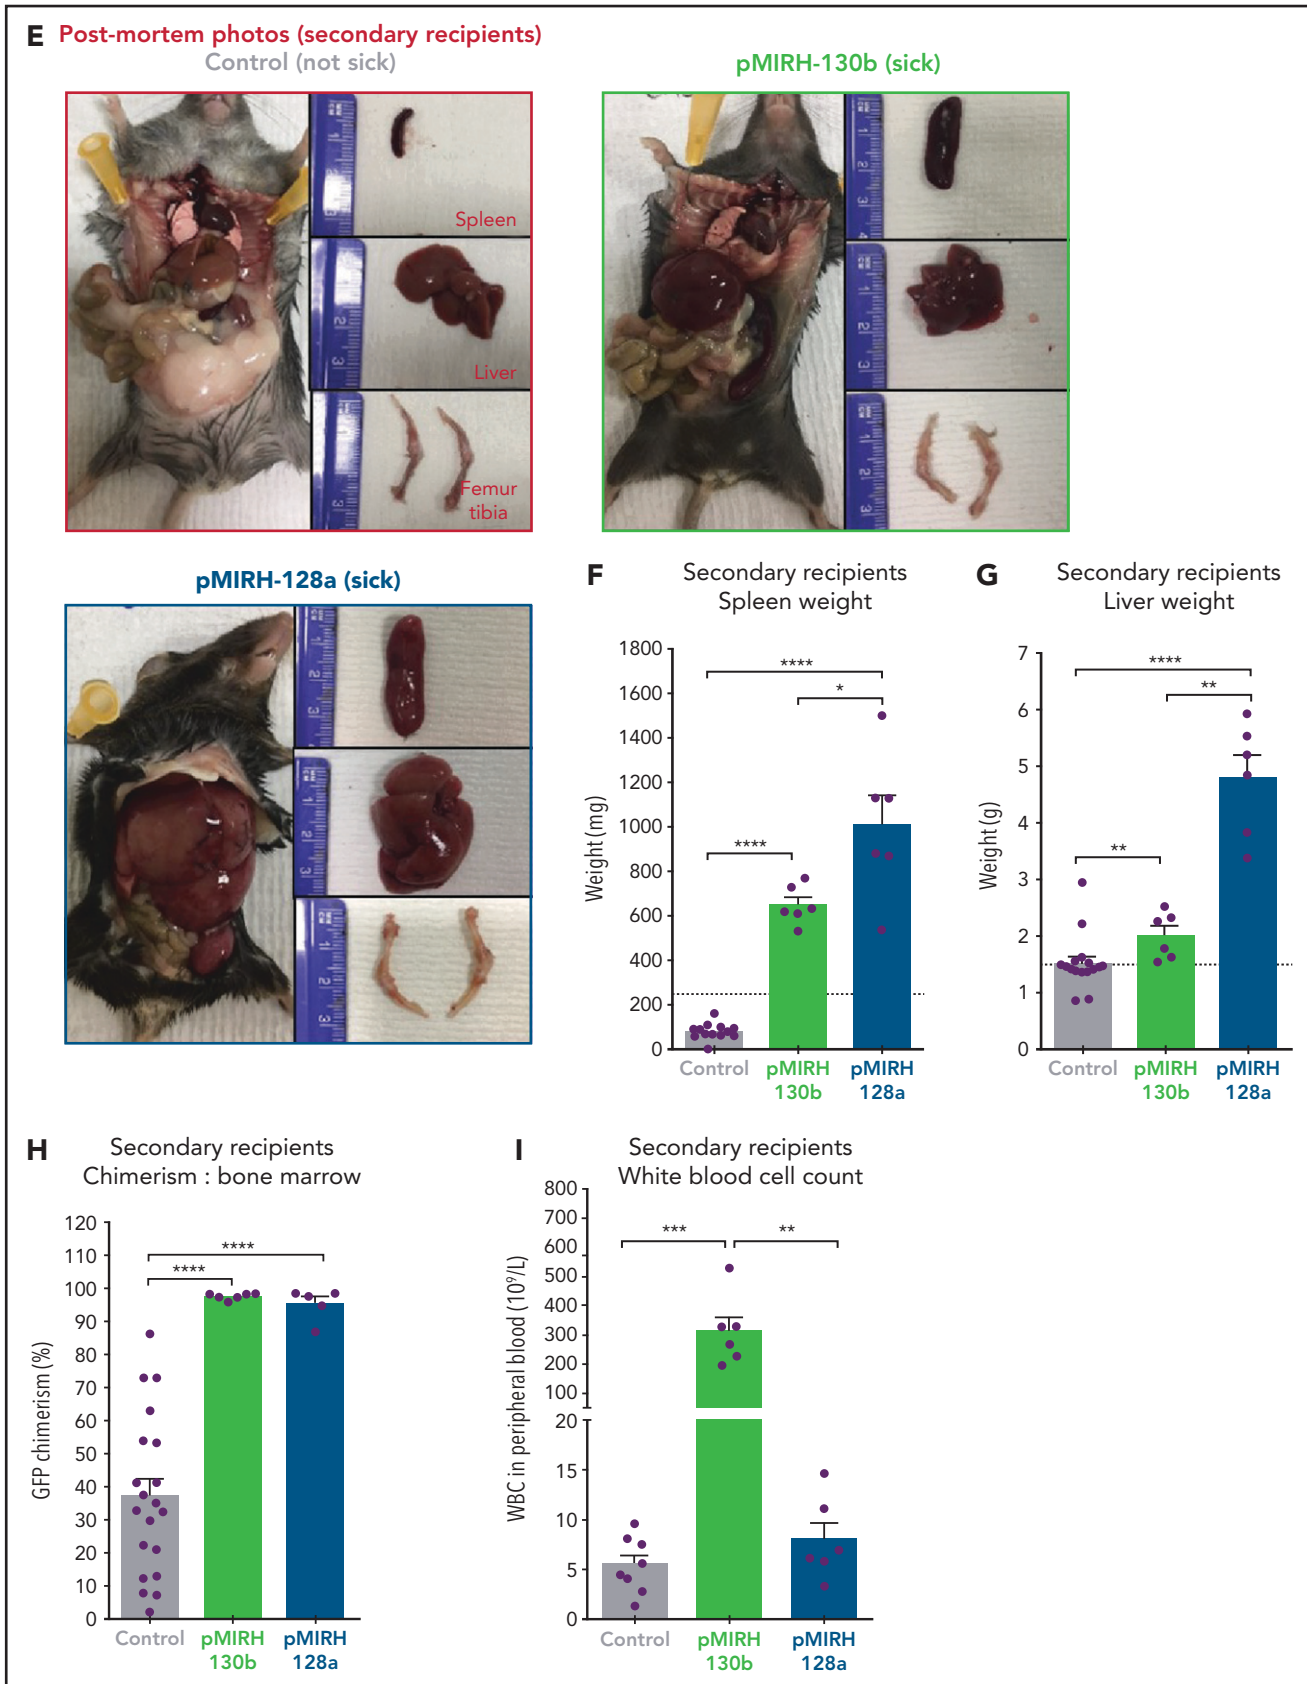 E Post-mortem photos (secondary recipients)
Control (not sick)
pMIRH-130b (sick)
Spleen
Liver
Femur
tibia
pMIRH-128a (sick)
F Secondary recipients
Spleen weight
Weight (mg)
1800
1600
1400
1200
1000
800
600
400
200
0
****
*
****
Control
pMIRH
130b
pMIRH
128a
G Secondary recipients
Liver weight
Weight (g)
7
6
5
4
3
2
1
0
****
**
**
Control
pMIRH
130b
pMIRH
128a
H Secondary recipients
Chimerism : bone marrow
GFP chimerism (%)
120
110
100
90
80
70
60
50
40
30
20
10
0
****
****
Control
pMIRH
130b
pMIRH
128a
I Secondary recipients
White blood cell count
WBC in peripheral blood (10⁹/L)
800
700
600
500
400
300
200
100
20
15
10
5
0
***
**
Control
pMIRH
130b
pMIRH
128a